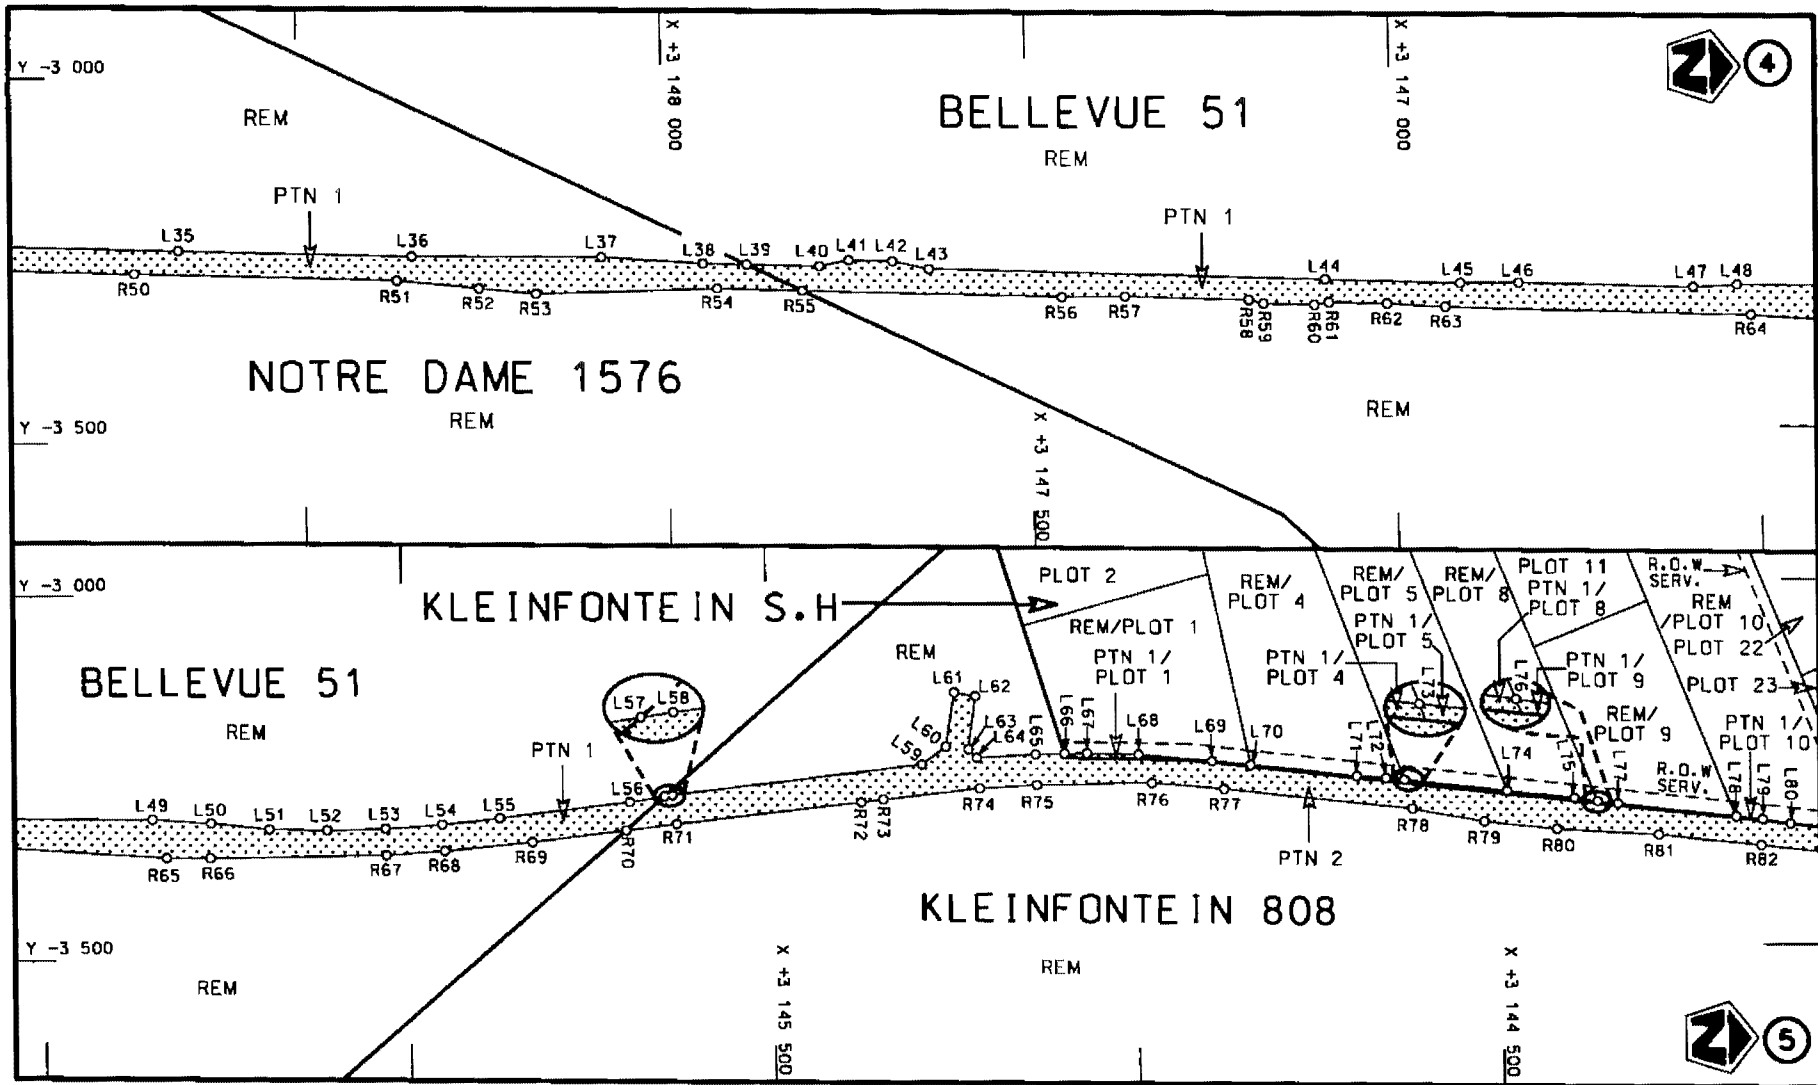 Y -3 000
X +3 148 000
X +3 147 000
N
4
REM
BELLEVUE 51
REM
PTN 1
PTN 1
L35
L36
L37
L38
L39
L40
L41
L42
L43
L44
L45
L46
L47
L48
R50
R51
R52
R53
R54
R55
R56
R57
R58
R59
R60
R61
R62
R63
R64
NOTRE DAME 1576
REM
REM
Y -3 500
X +3 147 500
Y -3 000
KLEINFONTEIN S.H
PLOT 2
REM/PLOT 1
PTN 1/
PLOT 1
REM/
PLOT 4
PTN 1/
PLOT 4
REM/
PLOT 5
PTN 1/
PLOT 5
REM/
PLOT 8
PLOT 11
PTN 1/
PLOT 8
PTN 1/
PLOT 9
REM/
PLOT 9
R.O.W
SERV.
REM
/PLOT 10
PLOT 22
PLOT 23
PTN 1/
PLOT 10
R.O.W
SERV.
BELLEVUE 51
REM
REM
PTN 1
L49
L50
L51
L52
L53
L54
L55
L56
L57
L58
L59
L60
L61
L62
L63
L64
L65
L66
L67
L68
L69
L70
L71
L72
L73
L74
L75
L76
L77
L78
L79
L80
R65
R66
R67
R68
R69
R70
R71
R72
R73
R74
R75
R76
R77
R78
R79
R80
R81
R82
PTN 2
KLEINFONTEIN 808
REM
Y -3 500
REM
X +3 145 500
X +3 144 500
N
5